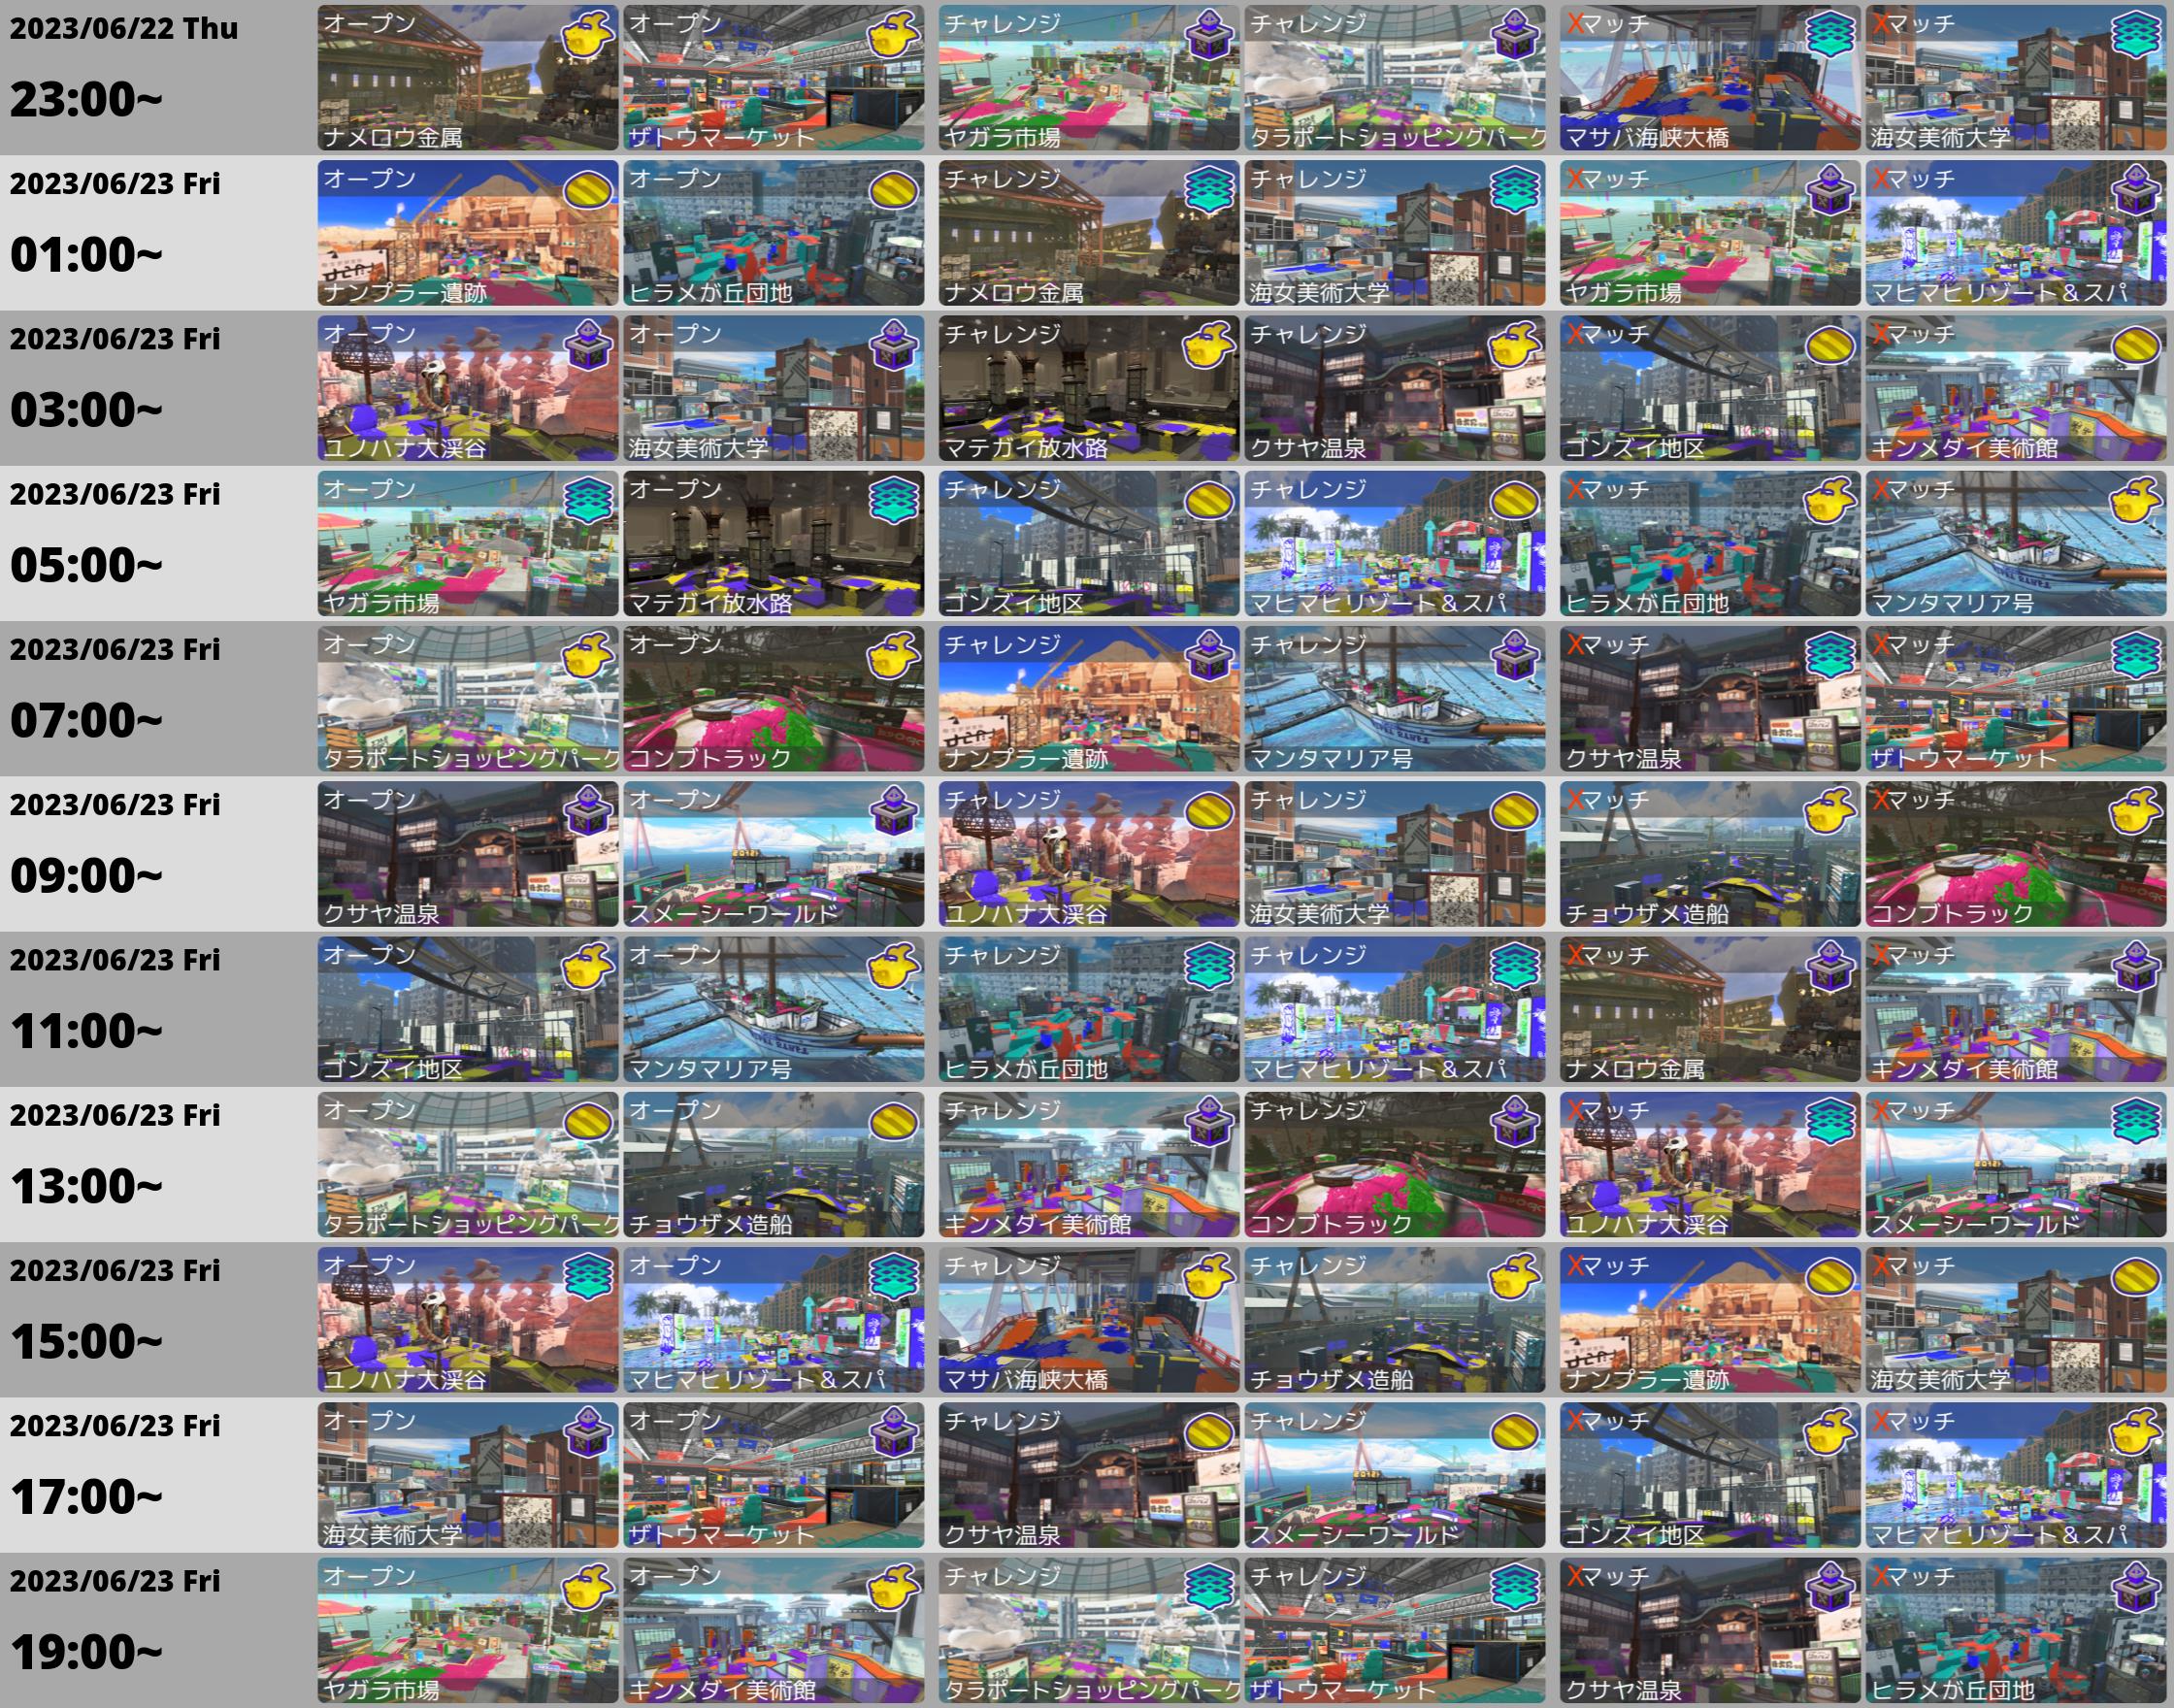 2023/06/22 Thu
23:00~
オープン
ナメロウ金属
オープン
ザトウマーケット
チャレンジ
ヤガラ市場
チャレンジ
タラポートショッピングパーク
Xマッチ
マサバ海峡大橋
Xマッチ
海女美術大学
2023/06/23 Fri
01:00~
オープン
ナンプラー遺跡
オープン
ヒラメが丘団地
チャレンジ
ナメロウ金属
チャレンジ
海女美術大学
Xマッチ
ヤガラ市場
Xマッチ
マヒマヒリゾート＆スパ
2023/06/23 Fri
03:00~
オープン
ユノハナ大渓谷
オープン
海女美術大学
チャレンジ
マテガイ放水路
チャレンジ
クサヤ温泉
Xマッチ
ゴンズイ地区
Xマッチ
キンメダイ美術館
2023/06/23 Fri
05:00~
オープン
ヤガラ市場
オープン
マテガイ放水路
チャレンジ
ゴンズイ地区
チャレンジ
マヒマヒリゾート＆スパ
Xマッチ
ヒラメが丘団地
Xマッチ
マンタマリア号
2023/06/23 Fri
07:00~
オープン
タラポートショッピングパーク
オープン
コンブトラック
チャレンジ
ナンプラー遺跡
チャレンジ
マンタマリア号
Xマッチ
クサヤ温泉
Xマッチ
ザトウマーケット
2023/06/23 Fri
09:00~
オープン
クサヤ温泉
オープン
スメーシーワールド
チャレンジ
ユノハナ大渓谷
チャレンジ
海女美術大学
Xマッチ
チョウザメ造船
Xマッチ
コンブトラック
2023/06/23 Fri
11:00~
オープン
ゴンズイ地区
オープン
マンタマリア号
チャレンジ
ヒラメが丘団地
チャレンジ
マヒマヒリゾート＆スパ
Xマッチ
ナメロウ金属
Xマッチ
キンメダイ美術館
2023/06/23 Fri
13:00~
オープン
タラポートショッピングパーク
オープン
チョウザメ造船
チャレンジ
キンメダイ美術館
チャレンジ
コンブトラック
Xマッチ
ユノハナ大渓谷
Xマッチ
スメーシーワールド
2023/06/23 Fri
15:00~
オープン
ユノハナ大渓谷
オープン
マヒマヒリゾート＆スパ
チャレンジ
マサバ海峡大橋
チャレンジ
チョウザメ造船
Xマッチ
ナンプラー遺跡
Xマッチ
海女美術大学
2023/06/23 Fri
17:00~
オープン
海女美術大学
オープン
ザトウマーケット
チャレンジ
クサヤ温泉
チャレンジ
スメーシーワールド
Xマッチ
ゴンズイ地区
Xマッチ
マヒマヒリゾート＆スパ
2023/06/23 Fri
19:00~
オープン
ヤガラ市場
オープン
キンメダイ美術館
チャレンジ
タラポートショッピングパーク
チャレンジ
ザトウマーケット
Xマッチ
クサヤ温泉
Xマッチ
ヒラメが丘団地